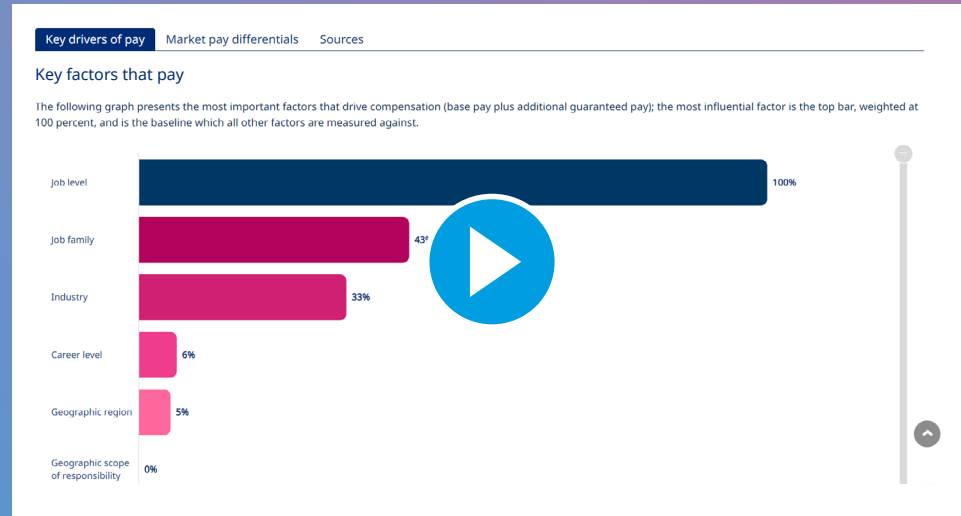 Key drivers of pay Market pay differentials Sources
Key factors that pay
The following graph presents the most important factors that drive compensation (base pay plus additional guaranteed pay); the most influential factor is the top bar, weighted at
100 percent, and is the baseline which all other factors are measured against.
Job level 100%
Job family 43
Industry 33%
Career level 6%
Geographic region 5%
Geographic scope
of responsibility 0%